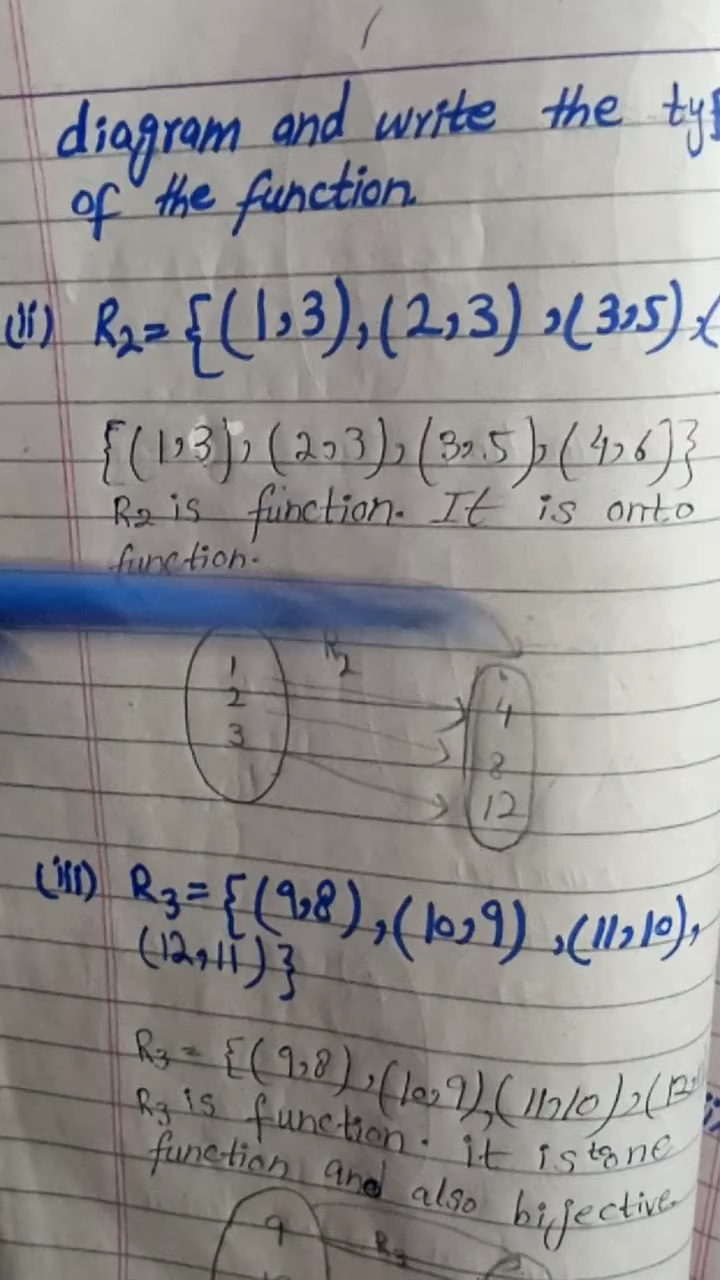 diagram and write the typ
of the function.
(ii) R2= {(1,3),(2,3),(3,5),(
{(1,3),(2,3),(3,5),(4,6)}
R2 is function. It is onto
function.
R2
1
2
3
4
8
12
(iii) R3= {(9,8),(10,9),(11,10),
(12,11)}
R3 = {(9,8),(10,9),(11,10),(12,
R3 is function. it is one
function and also bijective.
9
R3